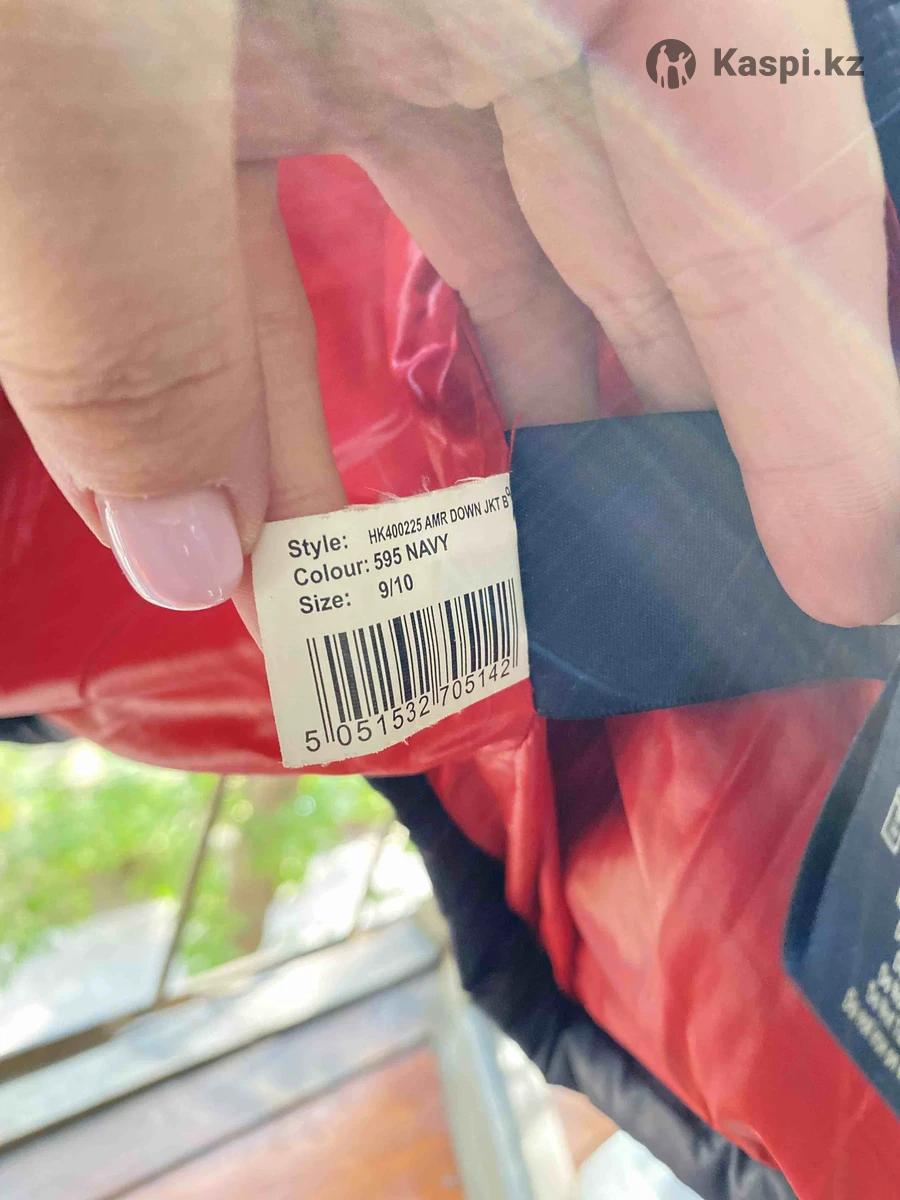 Kaspi.kz
Style: HK400225 AMR DOWN JKT B
Colour: 595 NAVY
Size: 9/10
5 051532 705142